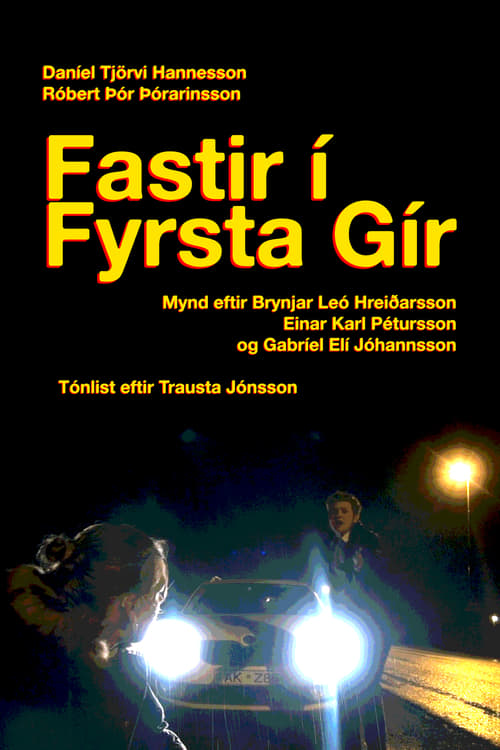 Daníel Tjörvi Hannesson
Róbert Þór Þórarinsson
Fastir í
Fyrsta Gír
Mynd eftir Brynjar Leó Hreiðarsson
Einar Karl Pétursson
og Gabríel Elí Jóhannsson
Tónlist eftir Trausta Jónsson